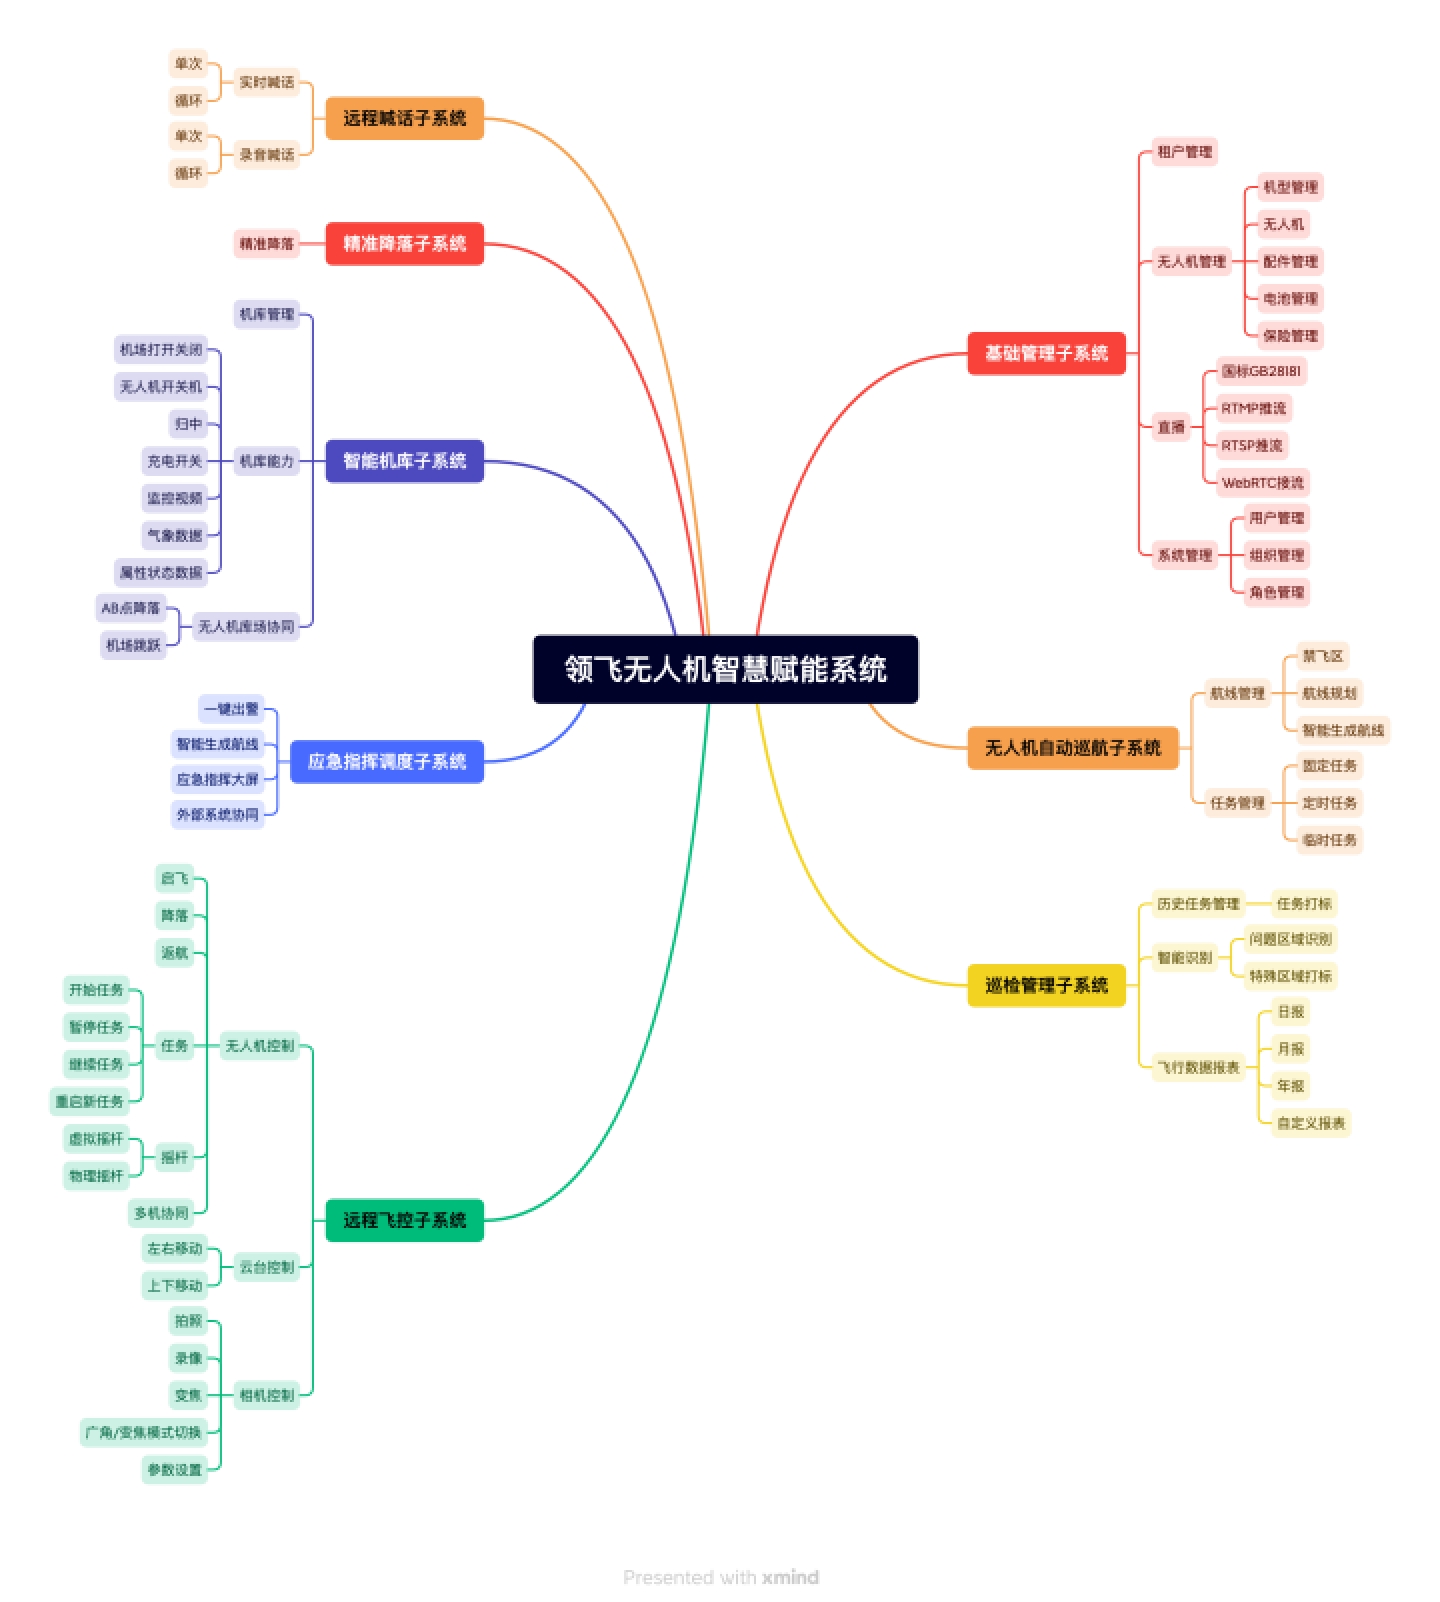 领飞无人机智慧赋能系统
基础管理子系统
租户管理
无人机管理
机型管理
无人机
配件管理
电池管理
保险管理
直播
国标GB28181
RTMP推流
RTSP推流
WebRTC接流
系统管理
用户管理
组织管理
角色管理
无人机自动巡航子系统
航线管理
禁飞区
航线规划
智能生成航线
任务管理
固定任务
定时任务
临时任务
巡检管理子系统
历史任务管理
任务打标
智能识别
问题区域识别
特殊区域打标
飞行数据报表
日报
月报
年报
自定义报表
远程喊话子系统
实时喊话
单次
循环
录音喊话
单次
循环
精准降落子系统
精准降落
智能机库子系统
机库管理
机库能力
机场打开关闭
无人机开关机
归中
充电开关
监控视频
气象数据
属性状态数据
无人机库场协同
AB点降落
机场跳跃
应急指挥调度子系统
一键出警
智能生成航线
应急指挥大屏
外部系统协同
远程飞控子系统
无人机控制
启飞
降落
返航
任务
开始任务
暂停任务
继续任务
重启新任务
摇杆
虚拟摇杆
物理摇杆
多机协同
云台控制
左右移动
上下移动
相机控制
拍照
录像
变焦
广角/变焦模式切换
参数设置
Presented with xmind